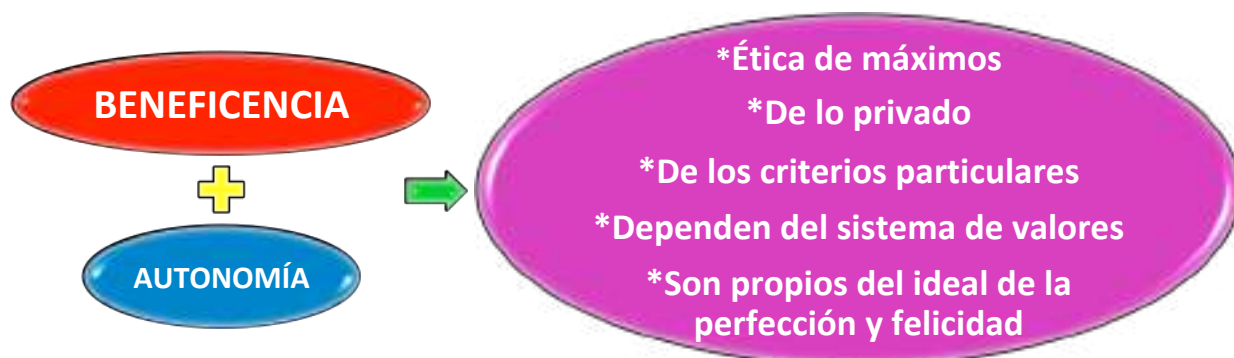 BENEFICENCIA
AUTONOMÍA
*Ética de máximos
*De lo privado
*De los criterios particulares
*Dependen del sistema de valores
*Son propios del ideal de la
perfección y felicidad